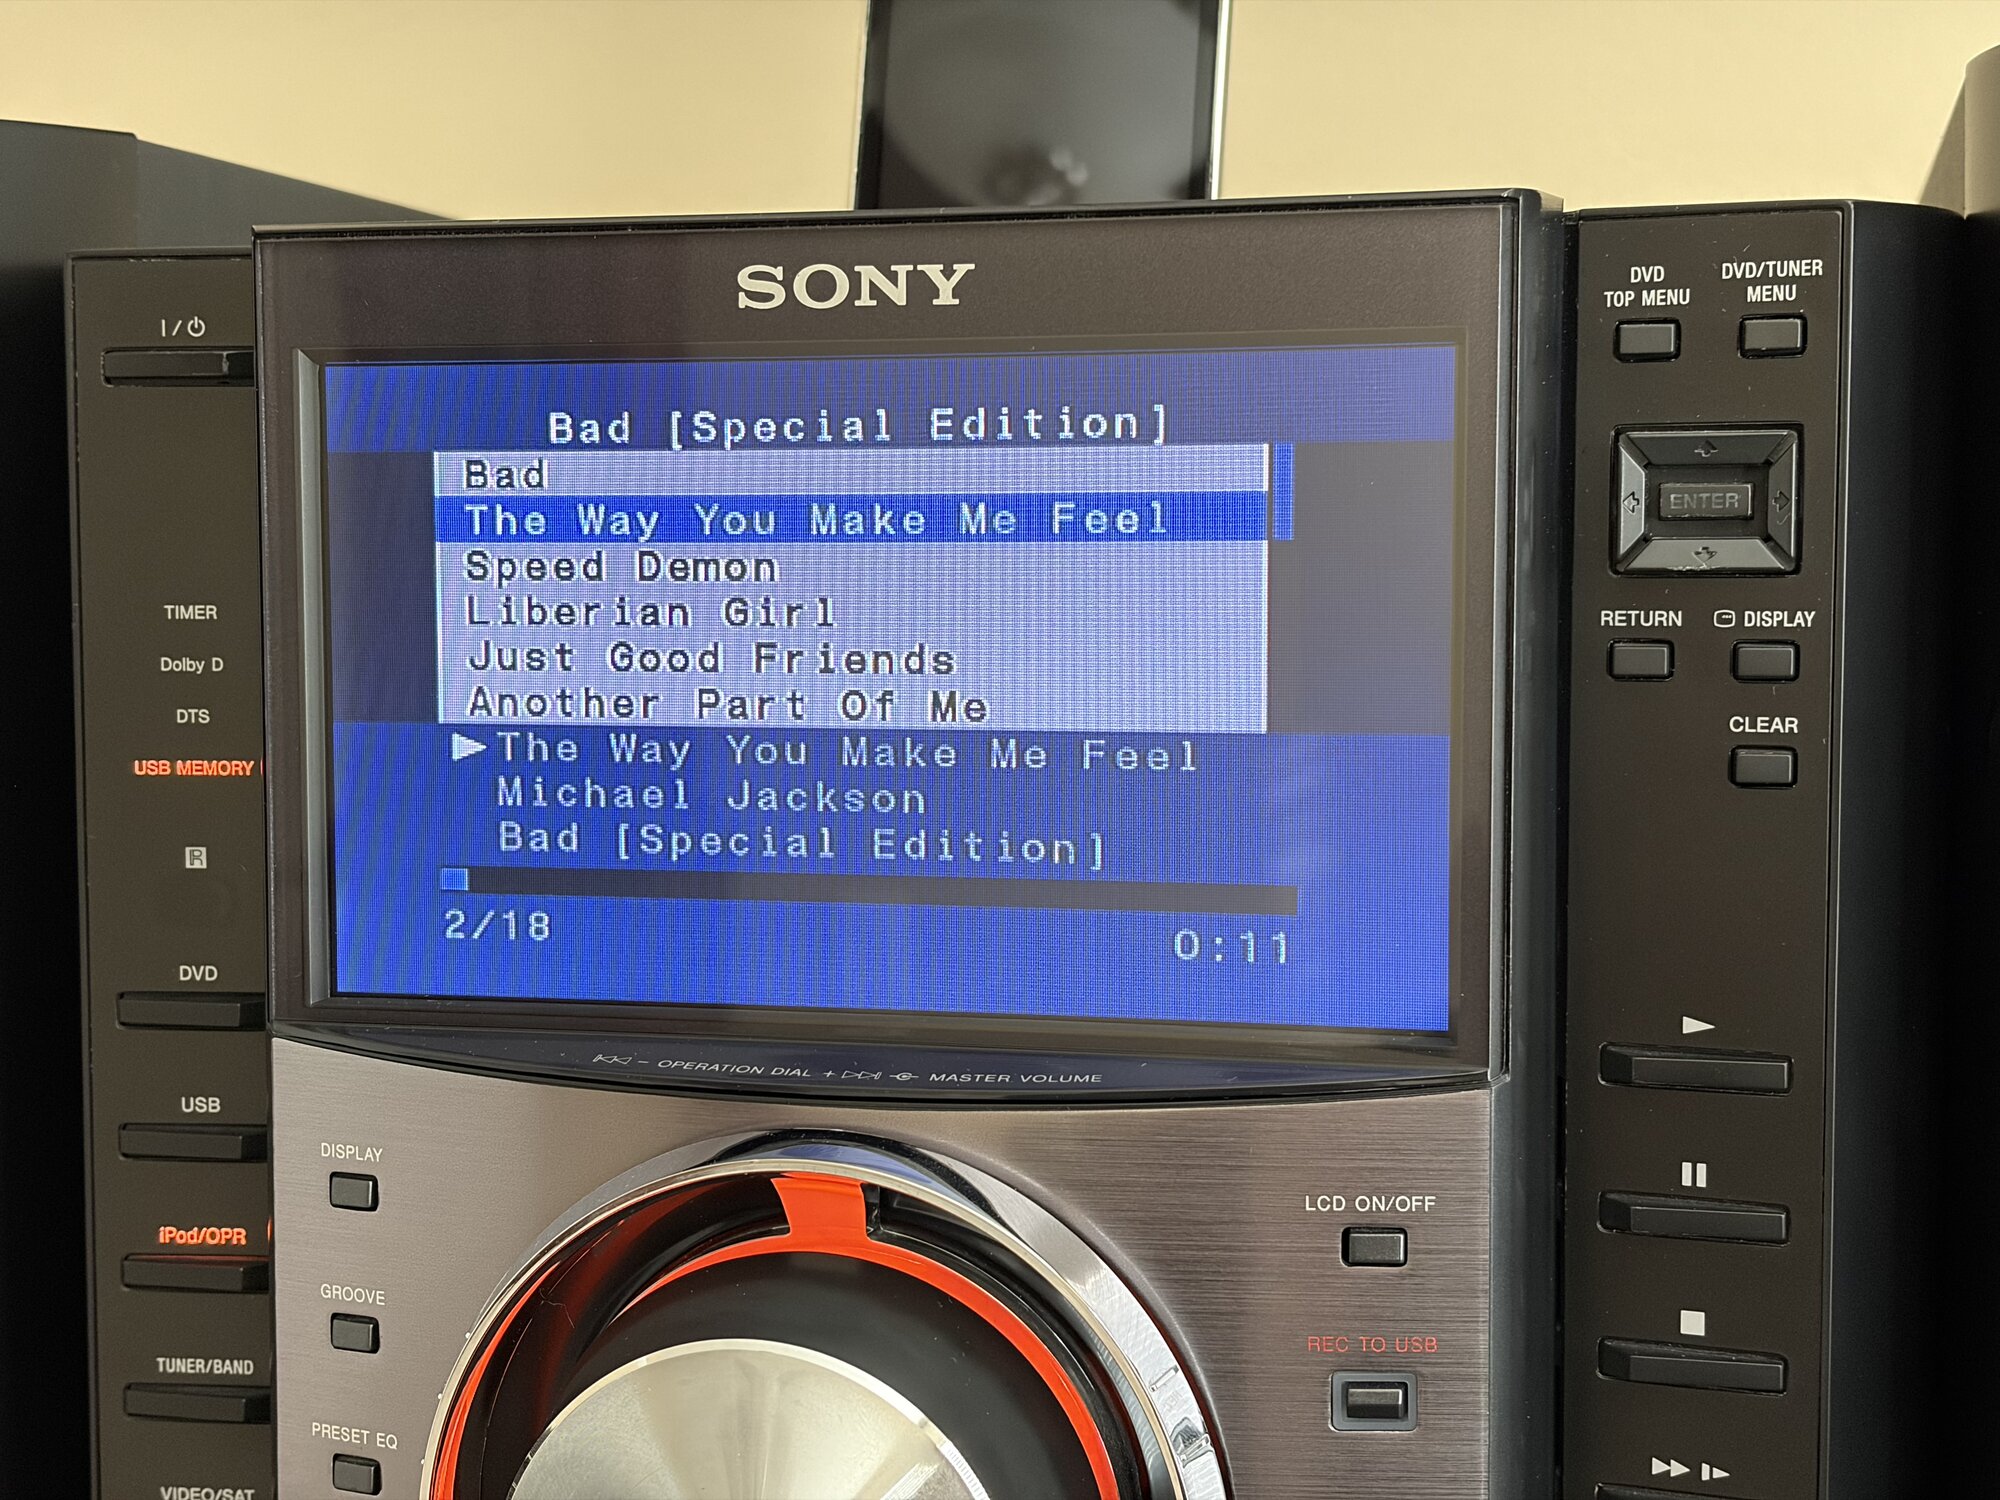 SONY
I/⏻
TIMER
Dolby D
DTS
USB MEMORY
R
DVD
USB
iPod/OPR
TUNER/BAND
VIDEO/SAT
Bad [Special Edition]
Bad
The Way You Make Me Feel
Speed Demon
Liberian Girl
Just Good Friends
Another Part Of Me
The Way You Make Me Feel
Michael Jackson
Bad [Special Edition]
2/18
0:11
– OPERATION DIAL + MASTER VOLUME
DISPLAY
GROOVE
PRESET EQ
LCD ON/OFF
REC TO USB
DVD
TOP MENU
DVD/TUNER
MENU
ENTER
RETURN
DISPLAY
CLEAR